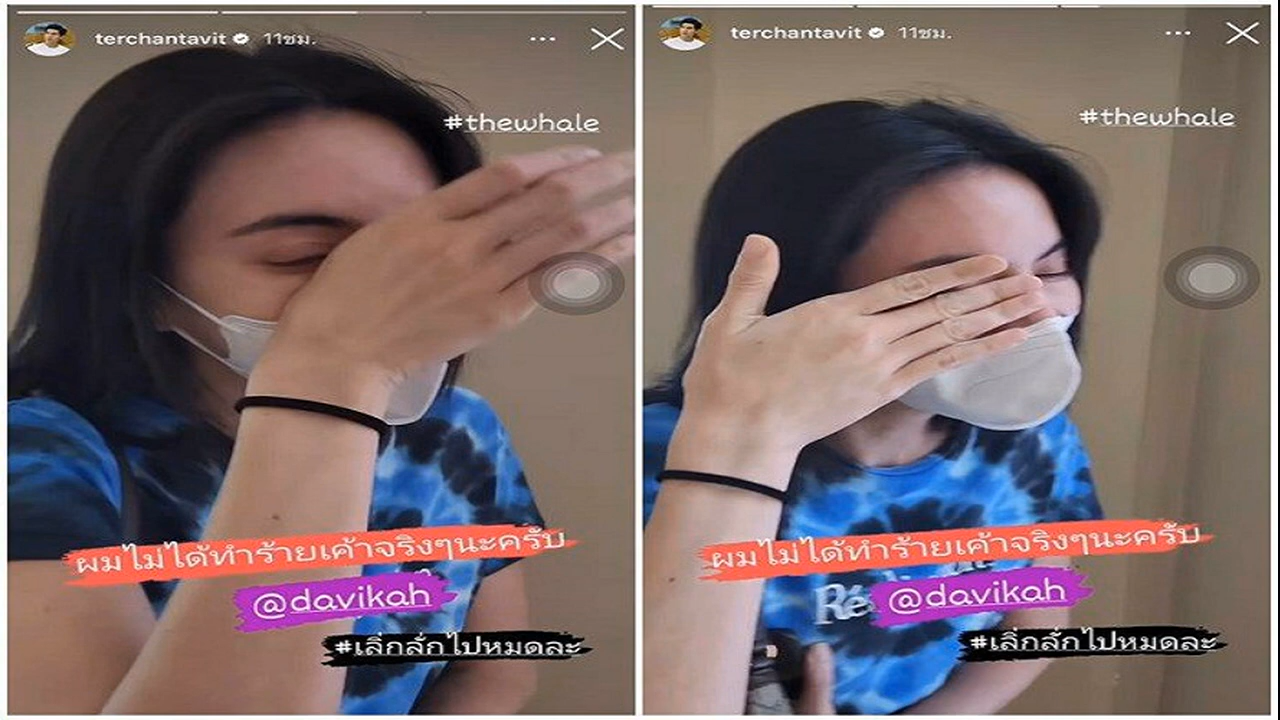 terchantavit 11ชม.
#thewhale
ผมไม่ได้ทำร้ายเค้าจริงๆนะครับ
@davikah
#เลิ่กลั่กไปหมดละ
terchantavit 11ชม.
#thewhale
ผมไม่ได้ทำร้ายเค้าจริงๆนะครับ
@davikah
#เลิ่กลั่กไปหมดละ